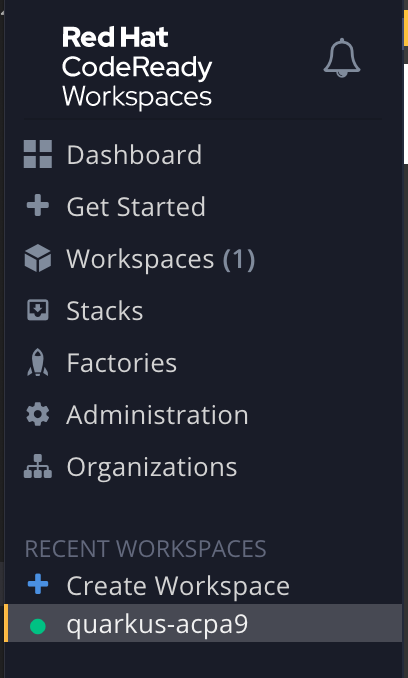 Red Hat
CodeReady
Workspaces
Dashboard
Get Started
Workspaces (1)
Stacks
Factories
Administration
Organizations
RECENT WORKSPACES
Create Workspace
quarkus-acpa9